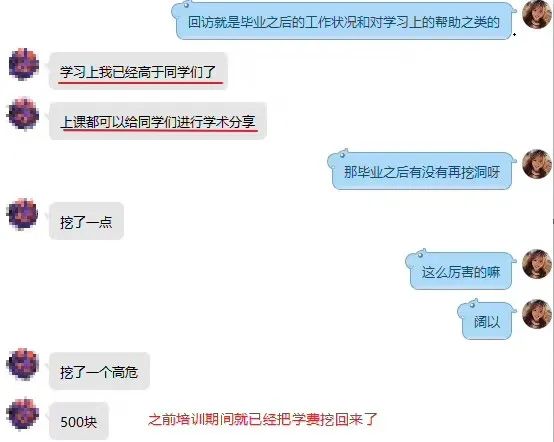 回访就是毕业之后的工作状况和对学习上的帮助之类的
学习上我已经高于同学们了
上课都可以给同学们进行学术分享
那毕业之后有没有再挖洞呀
挖了一点
这么厉害的嘛
阔以
挖了一个高危
500块
之前培训期间就已经把学费挖回来了